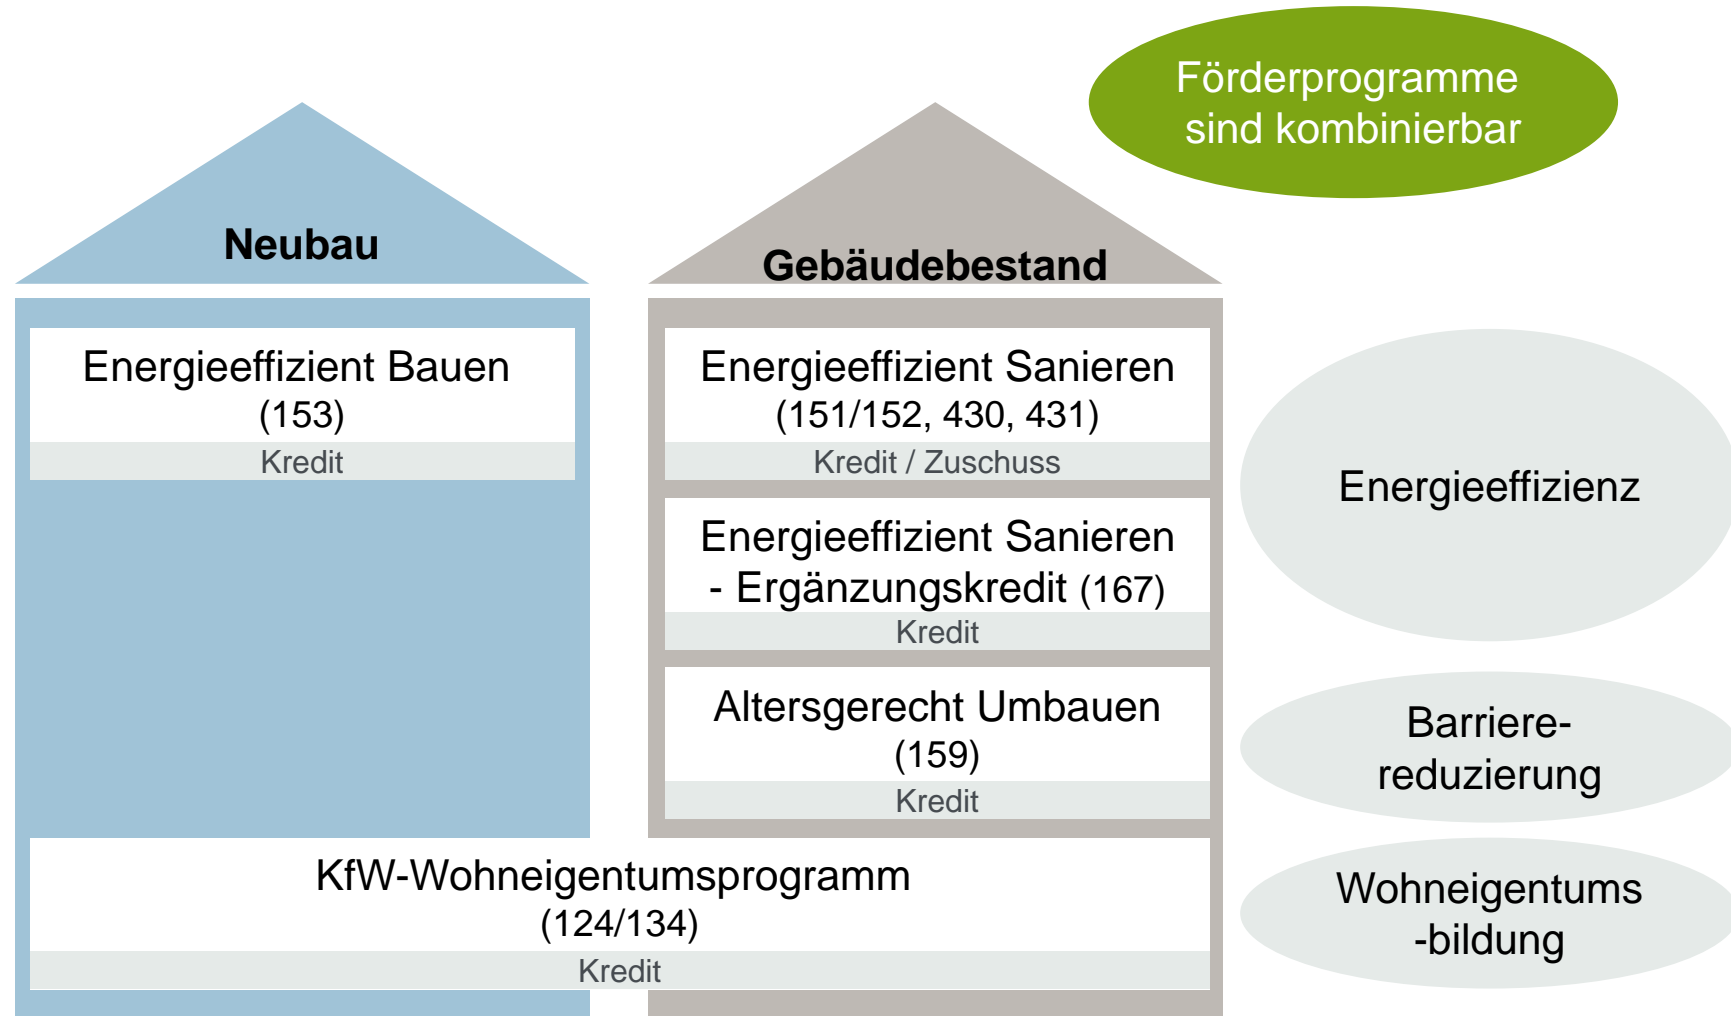 Förderprogramme
sind kombinierbar
Neubau
Gebäudebestand
Energieeffizient Bauen
(153)
Kredit
Energieeffizient Sanieren
(151/152, 430, 431)
Kredit / Zuschuss
Energieeffizient Sanieren
- Ergänzungskredit (167)
Kredit
Altersgerecht Umbauen
(159)
Kredit
KfW-Wohneigentumsprogramm
(124/134)
Kredit
Energieeffizienz
Barriere-
reduzierung
Wohneigentums
-bildung